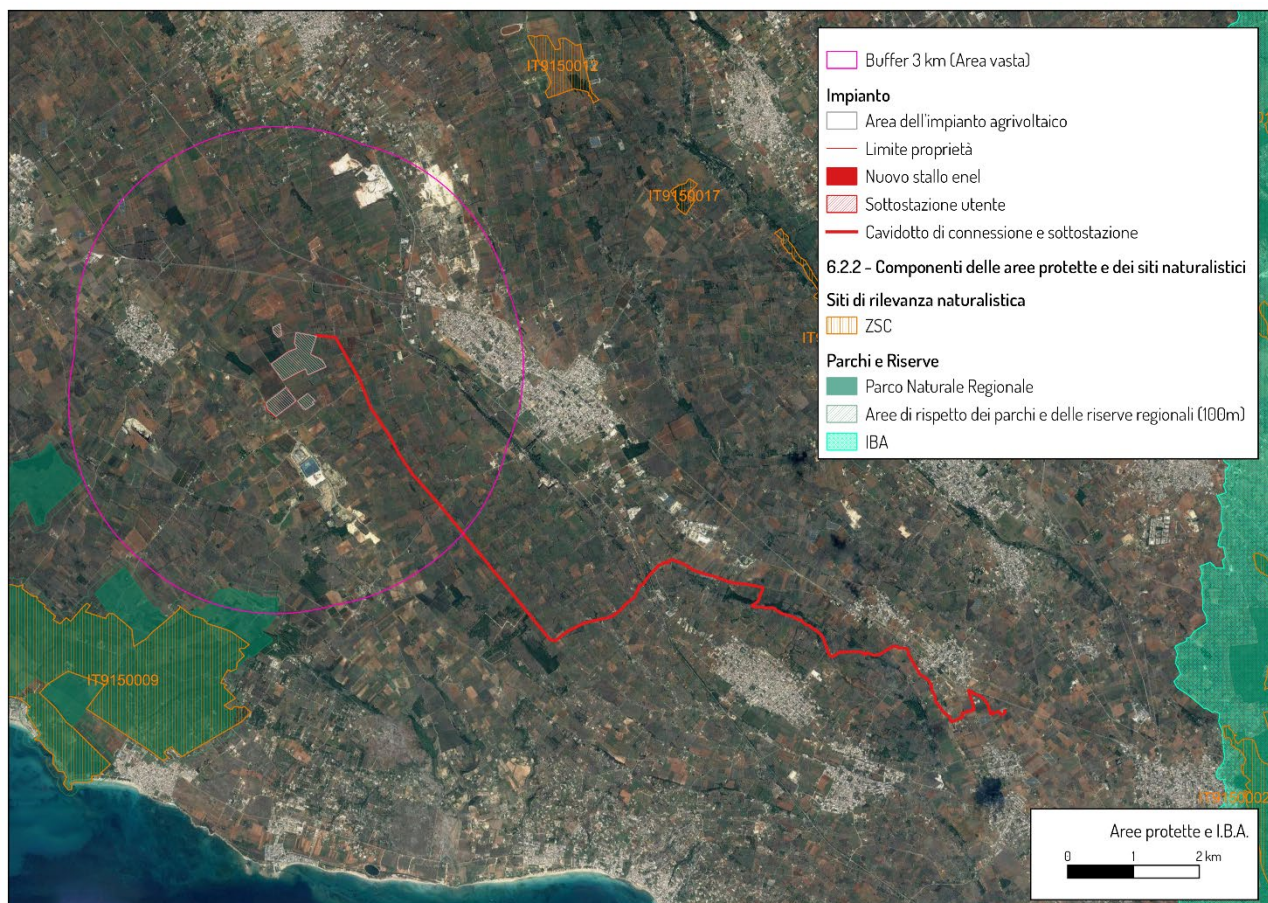 IT9150012
IT9150017
IT9
IT9150009
IT9150002
Buffer 3 km (Area vasta)
Impianto
Area dell'impianto agrivoltaico
Limite proprietà
Nuovo stallo enel
Sottostazione utente
Cavidotto di connessione e sottostazione
6.2.2 - Componenti delle aree protette e dei siti naturalistici
Siti di rilevanza naturalistica
ZSC
Parchi e Riserve
Parco Naturale Regionale
Aree di rispetto dei parchi e delle riserve regionali (100m)
IBA
Aree protette e I.B.A.
0 1 2 km